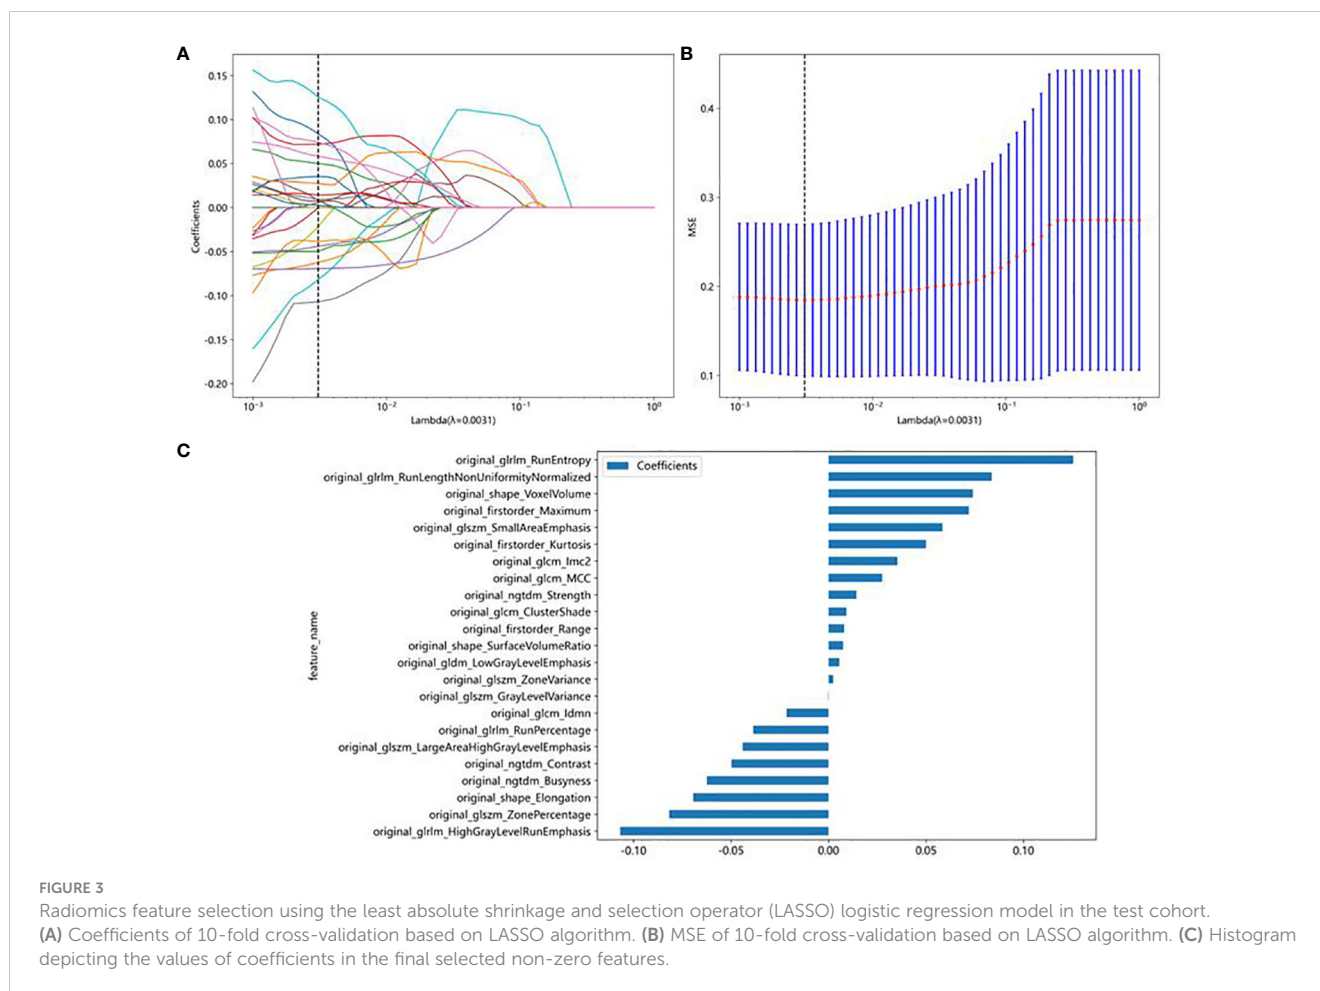 A
B
0.15
0.10
0.05
0.00
-0.05
-0.10
-0.15
-0.20
Coefficients
10⁻³ 10⁻² 10⁻¹ 10⁰
Lambda(λ=0.0031)
0.4
0.3
0.2
0.1
MSE
10⁻³ 10⁻² 10⁻¹ 10⁰
Lambda(λ=0.0031)
C
Coefficients
feature_name
original_glrlm_RunEntropy
original_glrlm_RunLengthNonUniformityNormalized
original_shape_VoxelVolume
original_firstorder_Maximum
original_glszm_SmallAreaEmphasis
original_firstorder_Kurtosis
original_glcm_Imc2
original_glcm_MCC
original_ngtdm_Strength
original_glcm_ClusterShade
original_firstorder_Range
original_shape_SurfaceVolumeRatio
original_gldm_LowGrayLevelEmphasis
original_glszm_ZoneVariance
original_glszm_GrayLevelVariance
original_glcm_Idmn
original_glrlm_RunPercentage
original_glszm_LargeAreaHighGrayLevelEmphasis
original_ngtdm_Contrast
original_ngtdm_Busyness
original_shape_Elongation
original_glszm_ZonePercentage
original_glrlm_HighGrayLevelRunEmphasis
-0.10 -0.05 0.00 0.05 0.10
FIGURE 3
Radiomics feature selection using the least absolute shrinkage and selection operator (LASSO) logistic regression model in the test cohort.
(A) Coefficients of 10-fold cross-validation based on LASSO algorithm. (B) MSE of 10-fold cross-validation based on LASSO algorithm. (C) Histogram
depicting the values of coefficients in the final selected non-zero features.